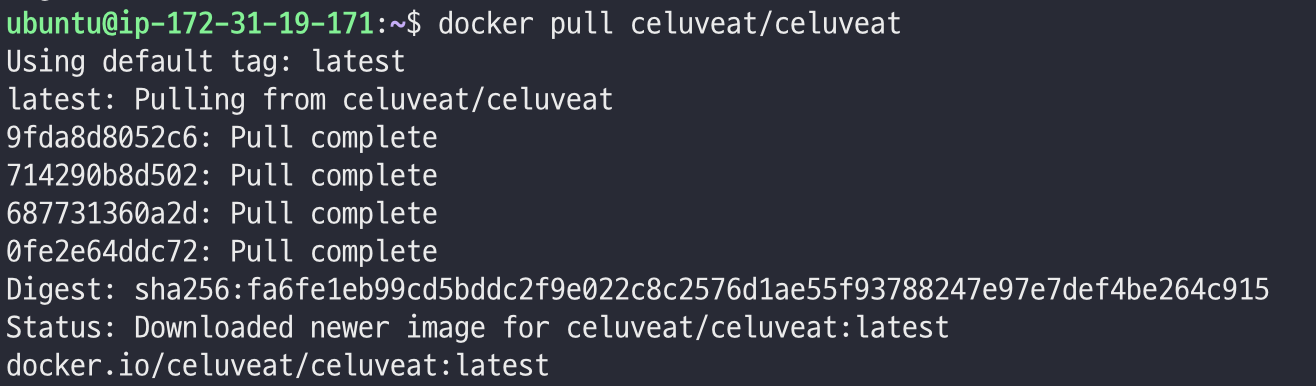 ubuntu@ip-172-31-19-171:~$ docker pull celuveat/celuveat
Using default tag: latest
latest: Pulling from celuveat/celuveat
9fda8d8052c6: Pull complete
714290b8d502: Pull complete
687731360a2d: Pull complete
0fe2e64ddc72: Pull complete
Digest: sha256:fa6fe1eb99cd5bddc2f9e022c8c2576d1ae55f93788247e97e7def4be264c915
Status: Downloaded newer image for celuveat/celuveat:latest
docker.io/celuveat/celuveat:latest